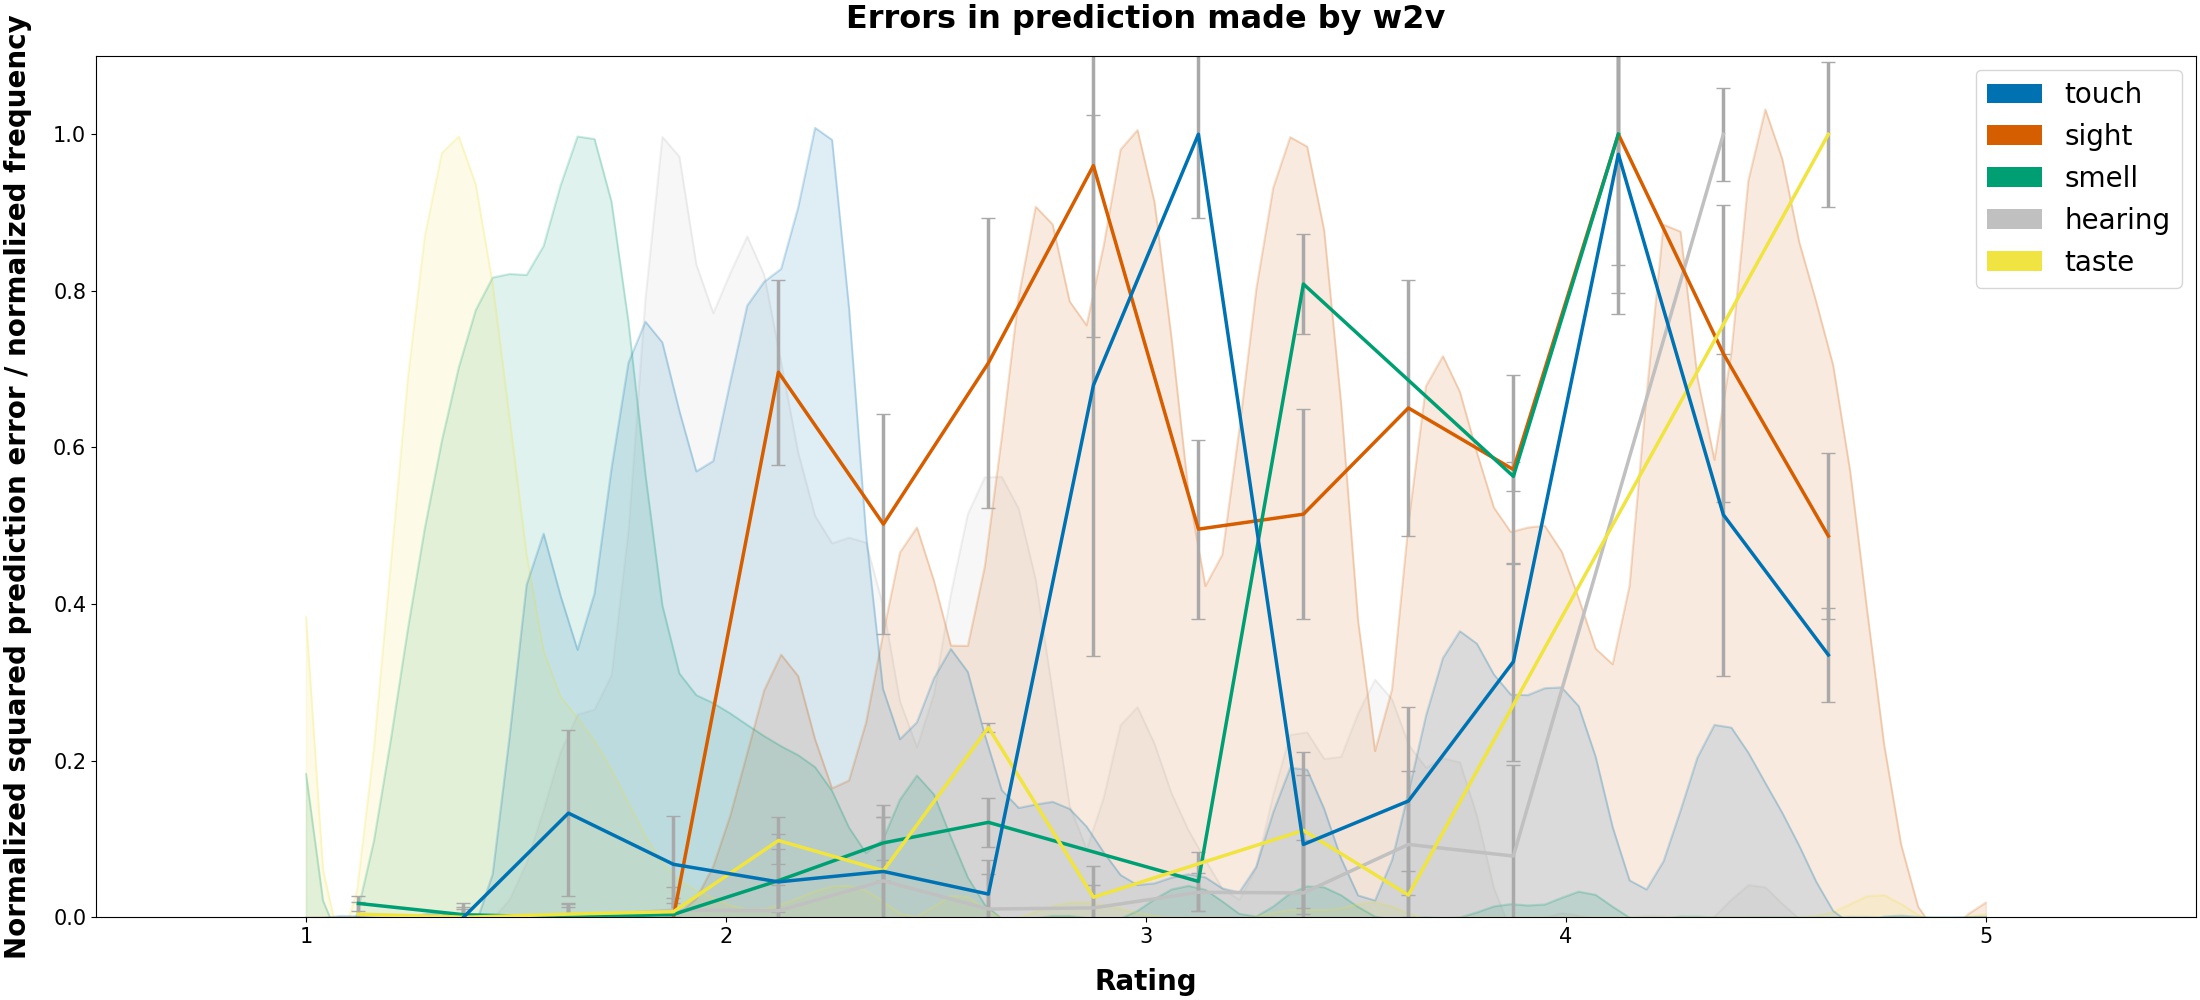 Errors in prediction made by w2v
Normalized squared prediction error / normalized frequency
1.0
0.8
0.6
0.4
0.2
0.0
1
2
3
4
5
Rating
touch
sight
smell
hearing
taste